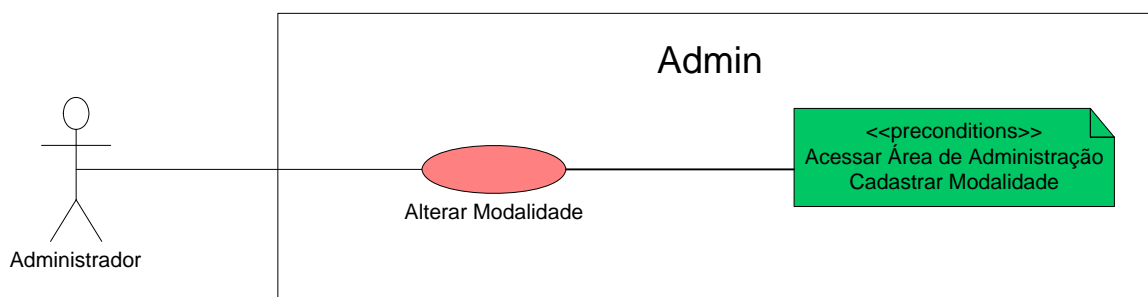 Admin
<<preconditions>>
Acessar Área de Administração
Cadastrar Modalidade
Alterar Modalidade
Administrador